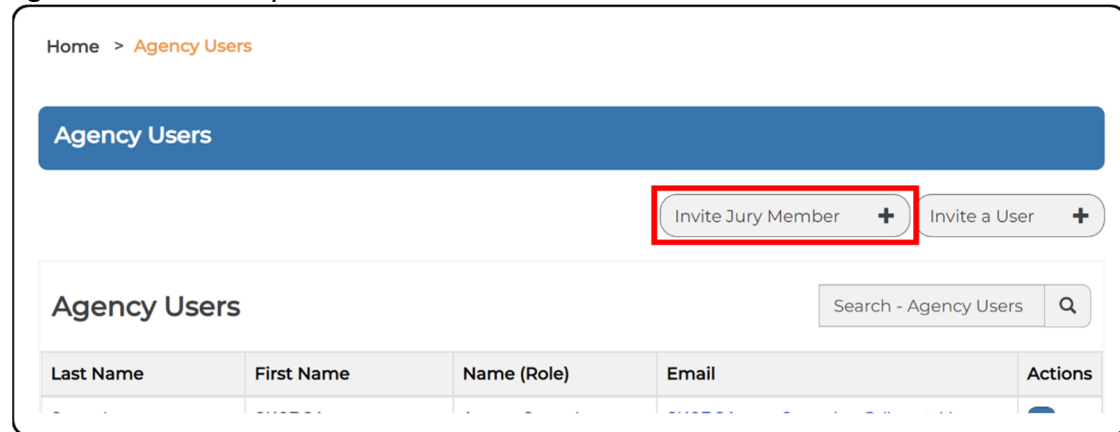 Home > Agency Users
Agency Users
Invite Jury Member +
Invite a User +
Agency Users
Search - Agency Users
Last Name First Name Name (Role) Email Actions